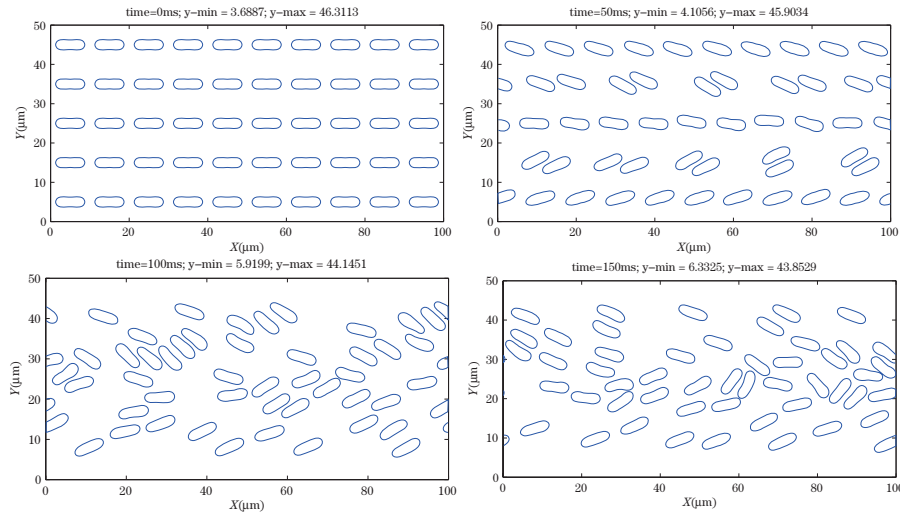 time=0ms; y−min = 3.6887; y−max = 46.3113
50
40
30
20
10
0
Y(μm)
0 20 40 60 80 100
X(μm)
time=50ms; y−min = 4.1056; y−max = 45.9034
50
40
30
20
10
0
Y(μm)
0 20 40 60 80 100
X(μm)
time=100ms; y−min = 5.9199; y−max = 44.1451
50
40
30
20
10
0
Y(μm)
0 20 40 60 80 100
X(μm)
time=150ms; y−min = 6.3325; y−max = 43.8529
50
40
30
20
10
0
Y(μm)
0 20 40 60 80 100
X(μm)